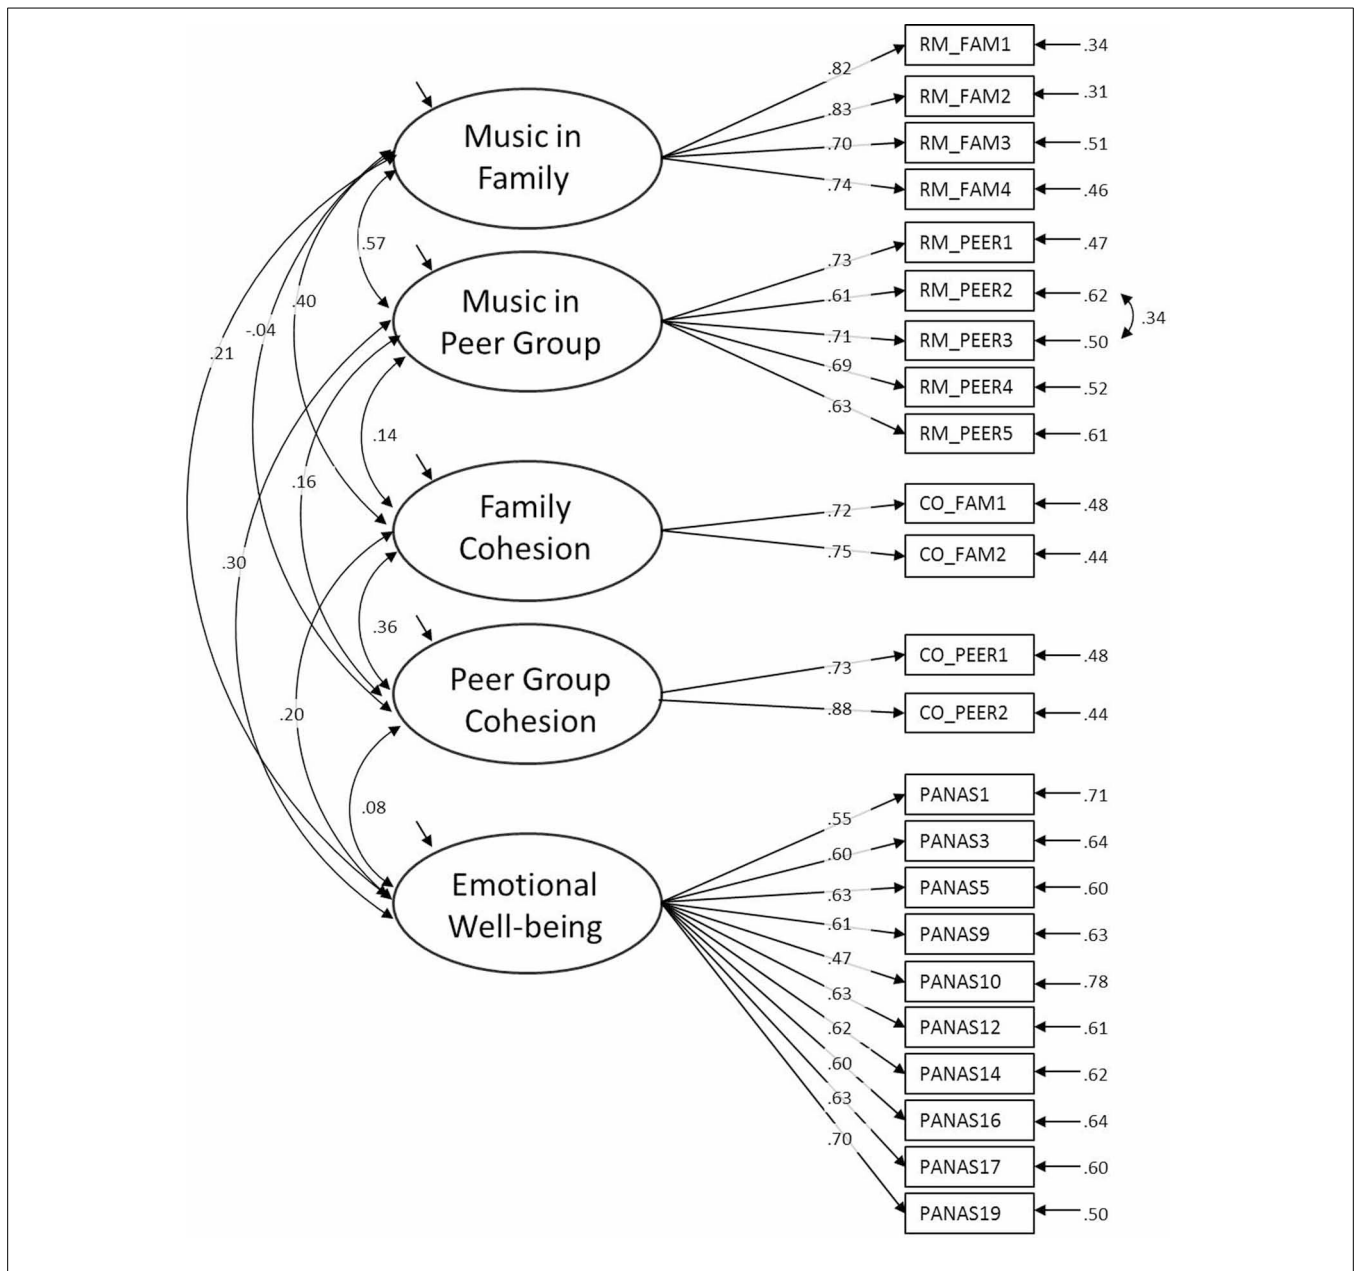 Music in
Family
Music in
Peer Group
Family
Cohesion
Peer Group
Cohesion
Emotional
Well-being
.57
.40
-.04
.21
.14
.16
.30
.36
.20
.08
.82
.83
.70
.74
.73
.61
.71
.69
.63
.72
.75
.73
.88
.55
.60
.63
.61
.47
.63
.62
.60
.63
.70
RM_FAM1 .34
RM_FAM2 .31
RM_FAM3 .51
RM_FAM4 .46
RM_PEER1 .47
RM_PEER2 .62
.34
RM_PEER3 .50
RM_PEER4 .52
RM_PEER5 .61
CO_FAM1 .48
CO_FAM2 .44
CO_PEER1 .48
CO_PEER2 .44
PANAS1 .71
PANAS3 .64
PANAS5 .60
PANAS9 .63
PANAS10 .78
PANAS12 .61
PANAS14 .62
PANAS16 .64
PANAS17 .60
PANAS19 .50